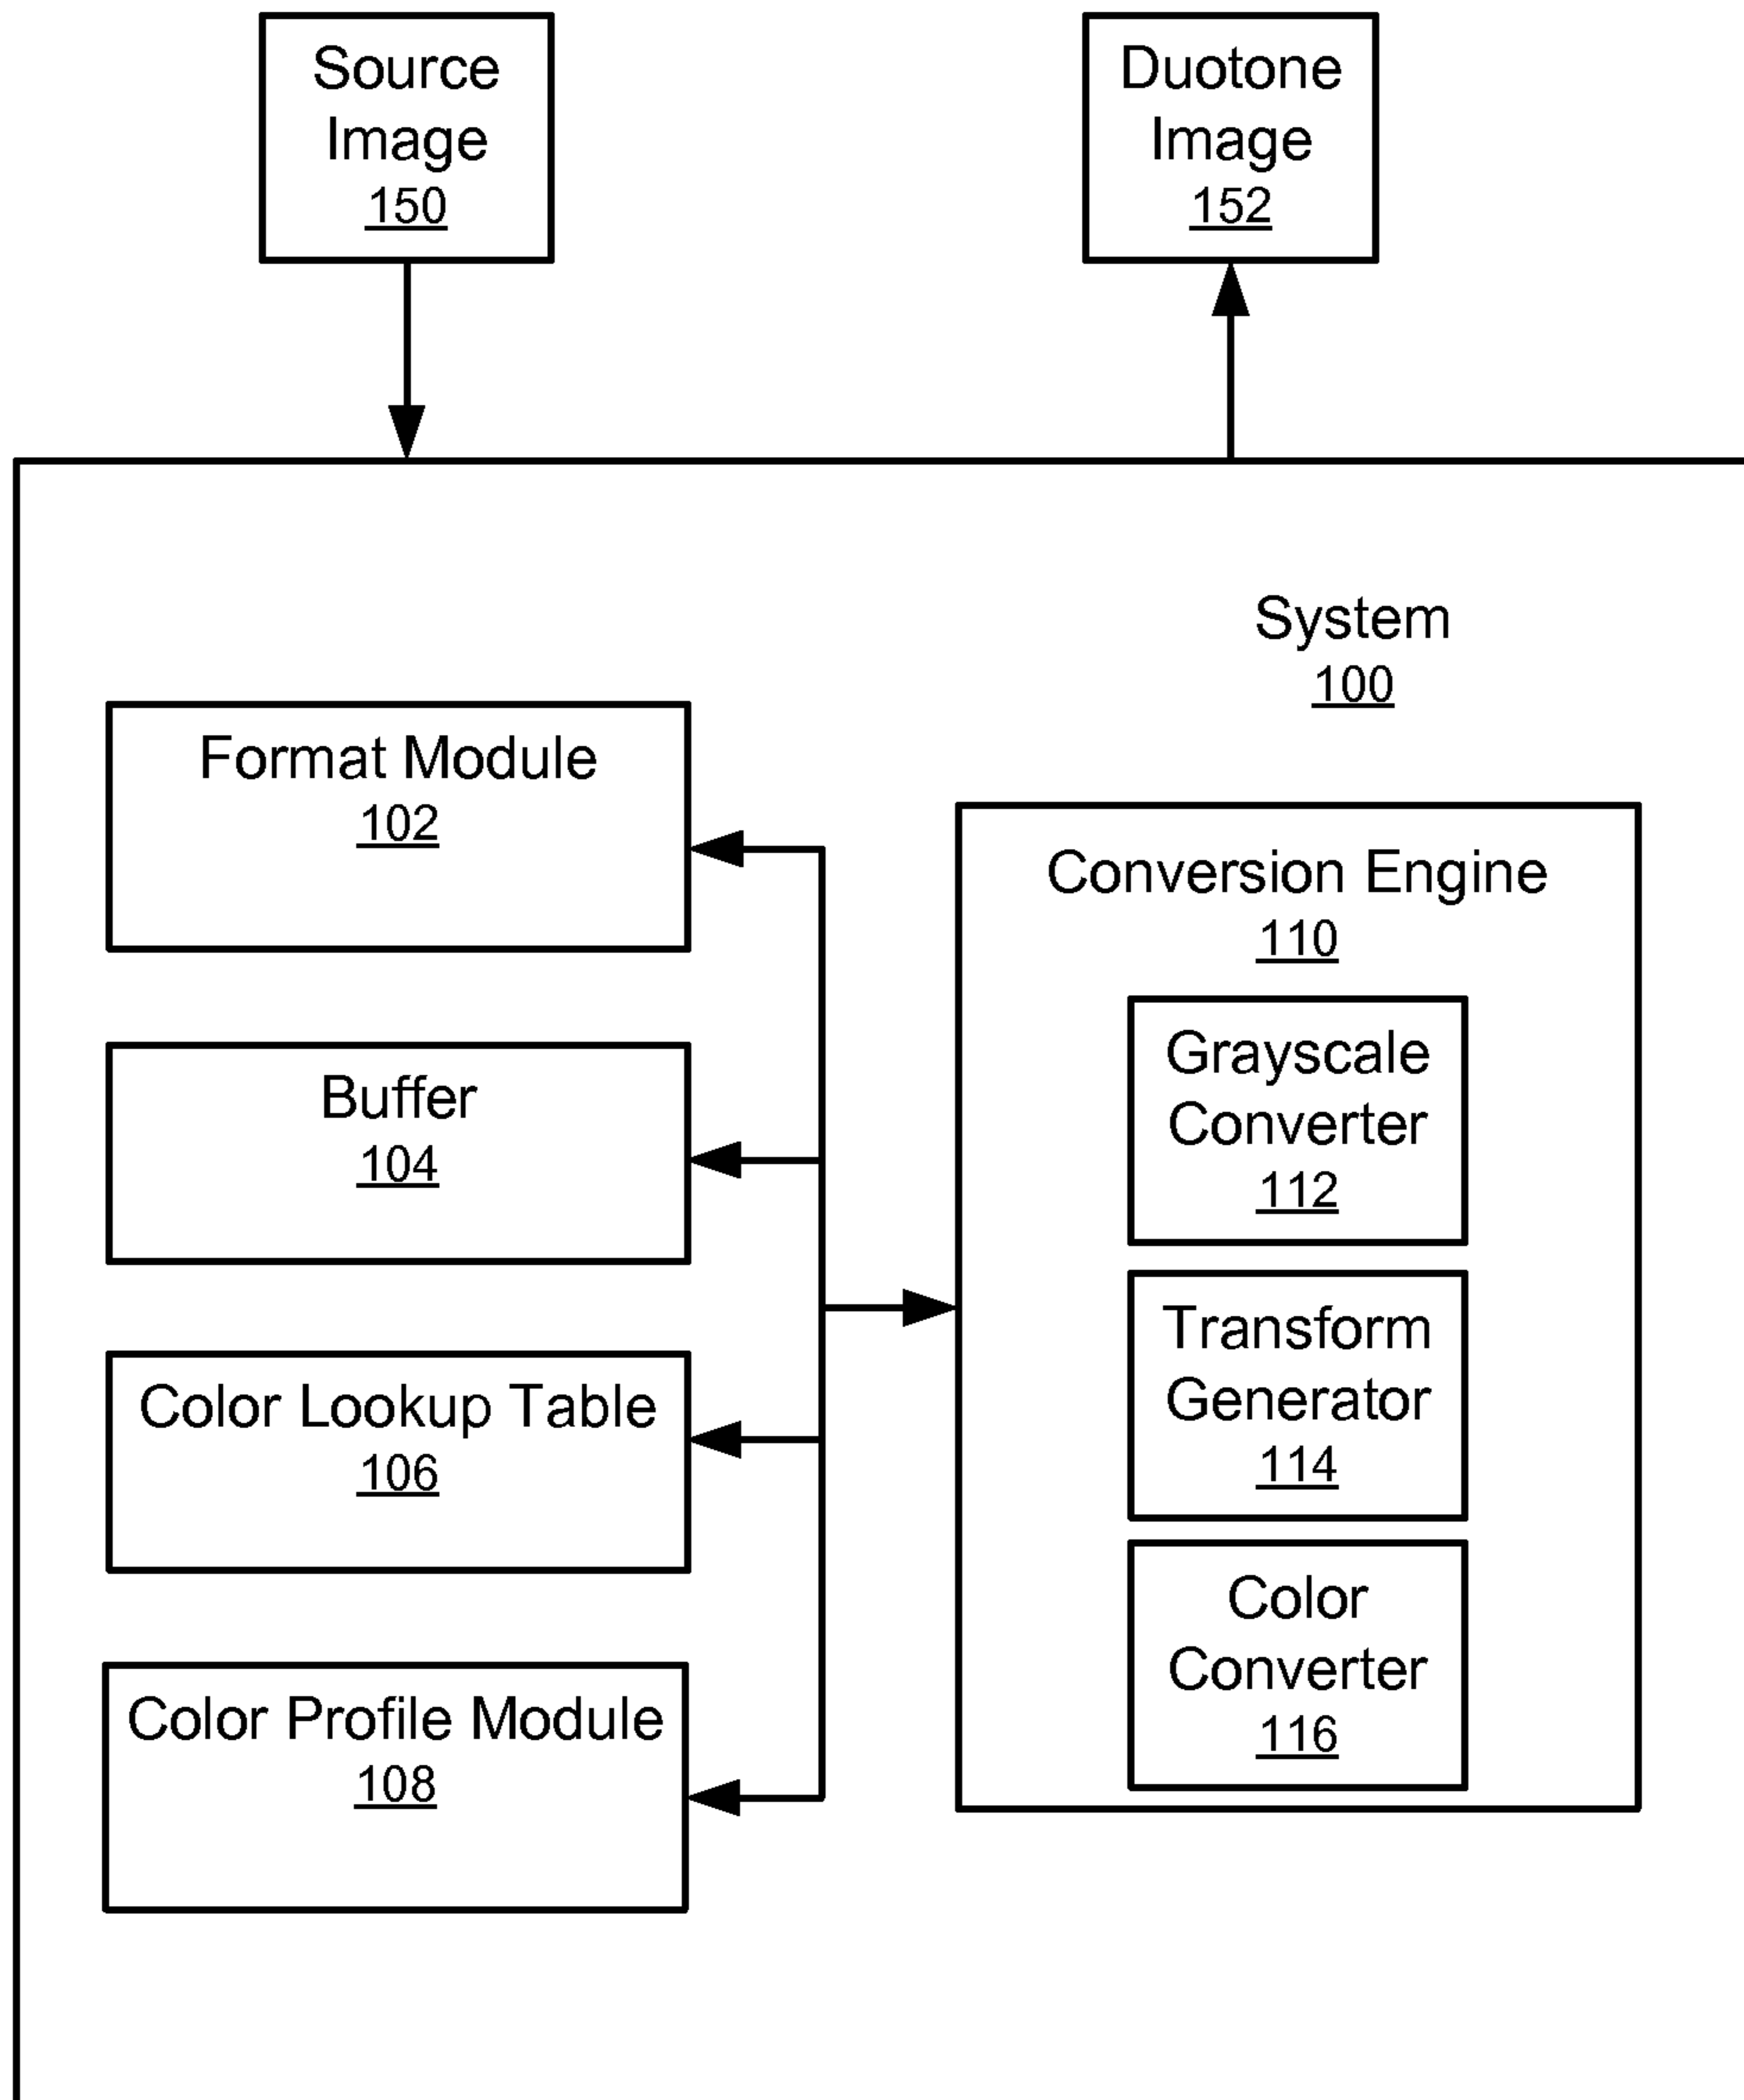 Source
Image
150
Duotone
Image
152
System
100
Format Module
102
Buffer
104
Color Lookup Table
106
Color Profile Module
108
Conversion Engine
110
Grayscale
Converter
112
Transform
Generator
114
Color
Converter
116